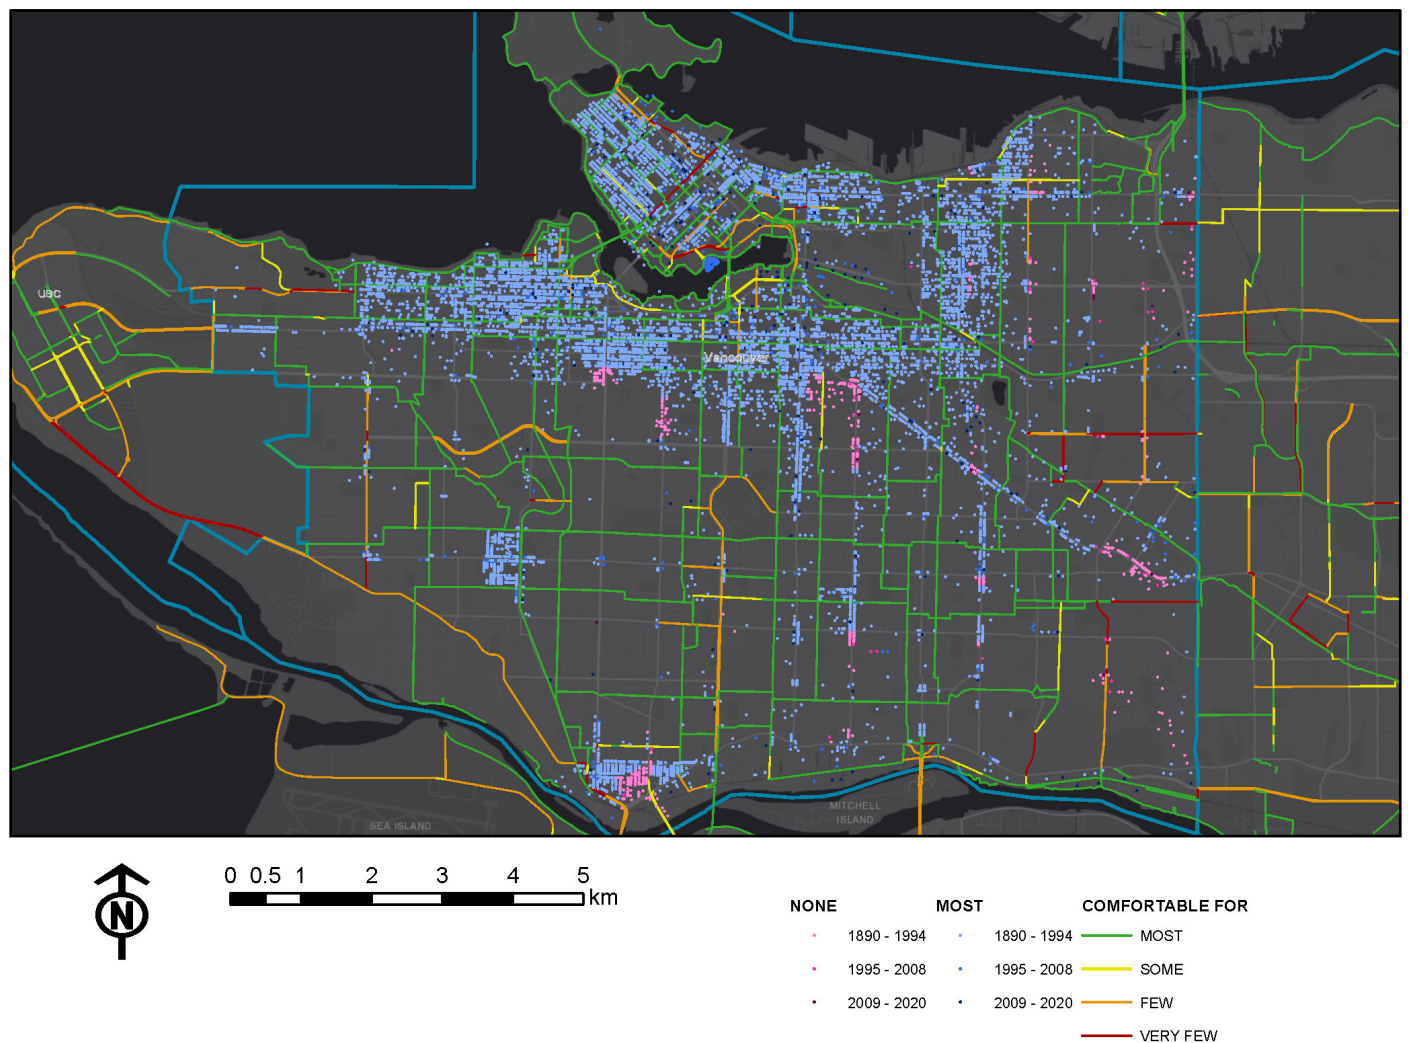 UBC
Vancouver
MITCHELL
ISLAND
SEA ISLAND
N
0 0.5 1 2 3 4 5
km
NONE MOST COMFORTABLE FOR
1890 - 1994 1890 - 1994 MOST
1995 - 2008 1995 - 2008 SOME
2009 - 2020 2009 - 2020 FEW
VERY FEW